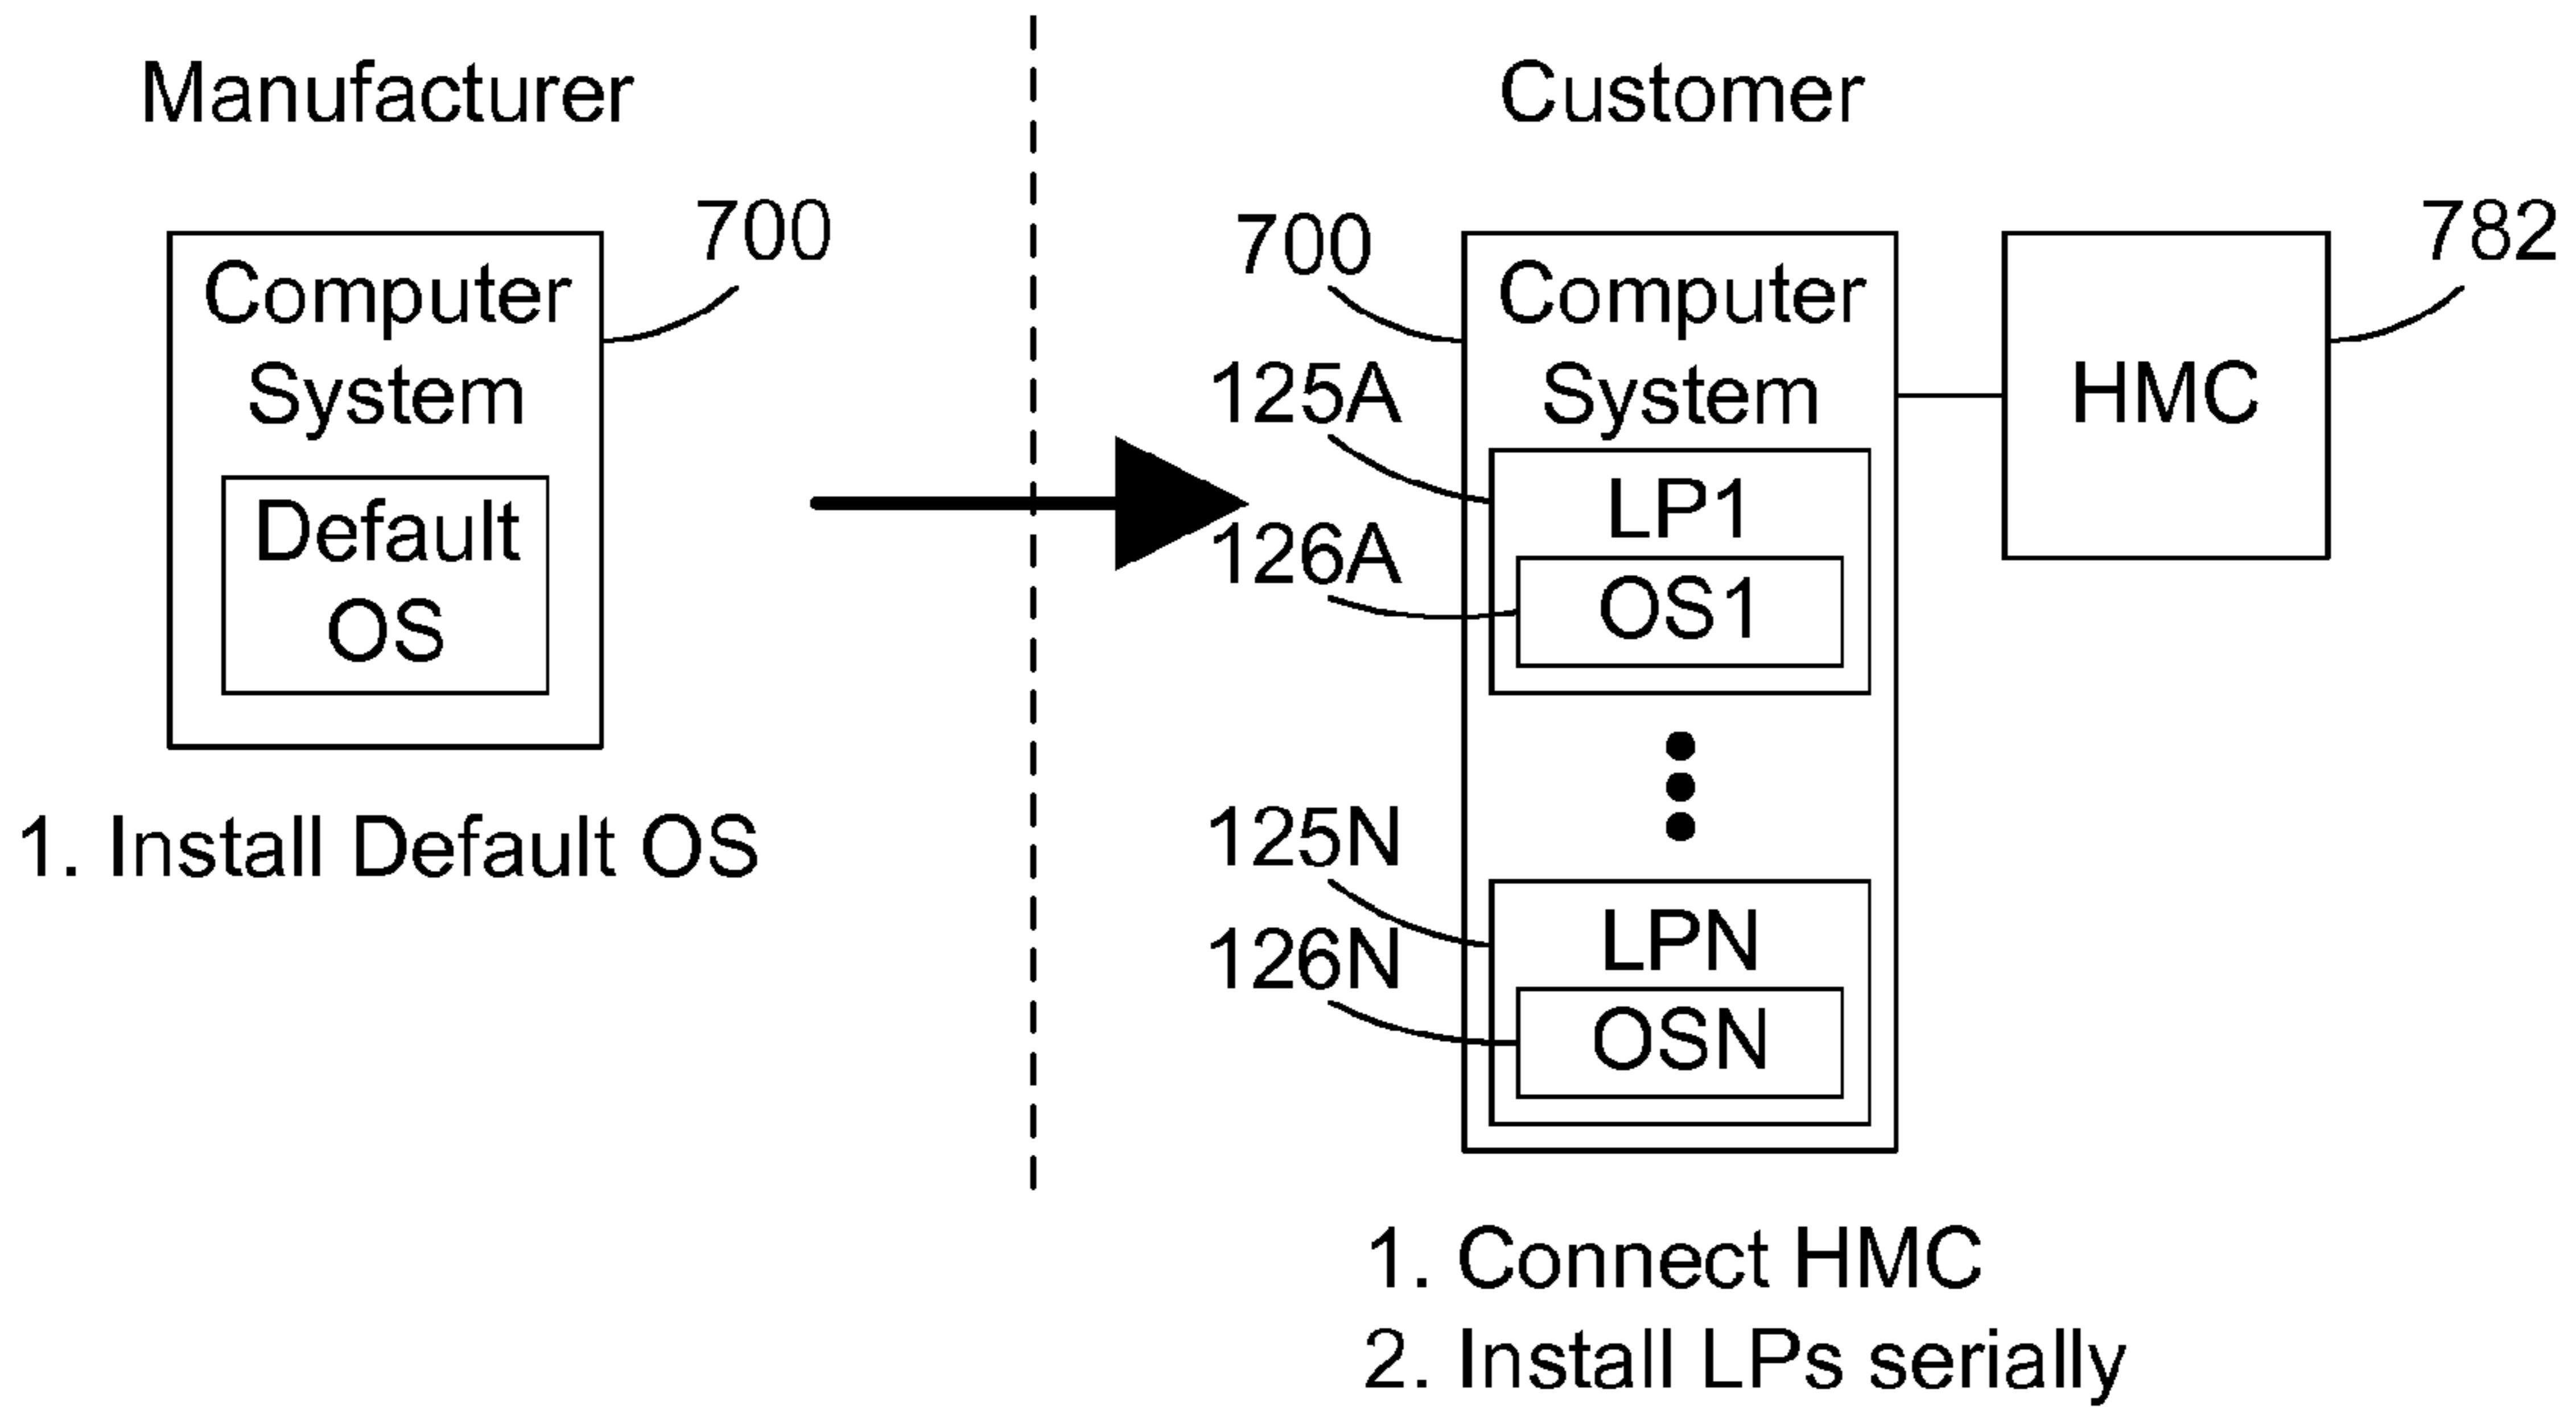 Manufacturer
700
Computer
System
Default
OS
1. Install Default OS
Customer
700
782
Computer
System
HMC
125A
LP1
126A
OS1
125N
LPN
126N
OSN
1. Connect HMC
2. Install LPs serially